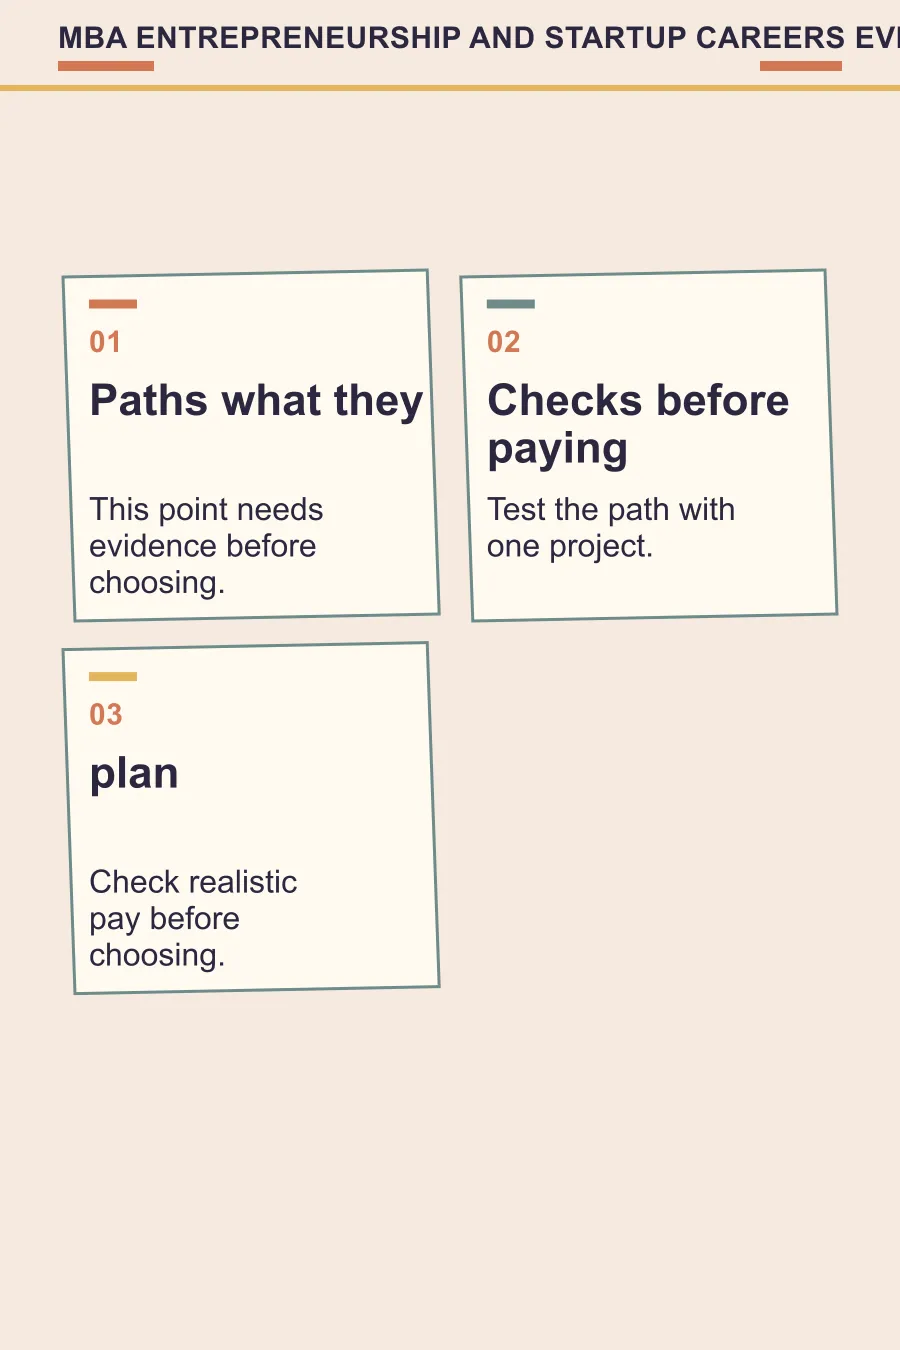 MBA ENTREPRENEURSHIP AND STARTUP CAREERS
01
Paths what they
This point needs
evidence before
choosing.
02
Checks before
paying
Test the path with
one project.
03
plan
Check realistic
pay before
choosing.